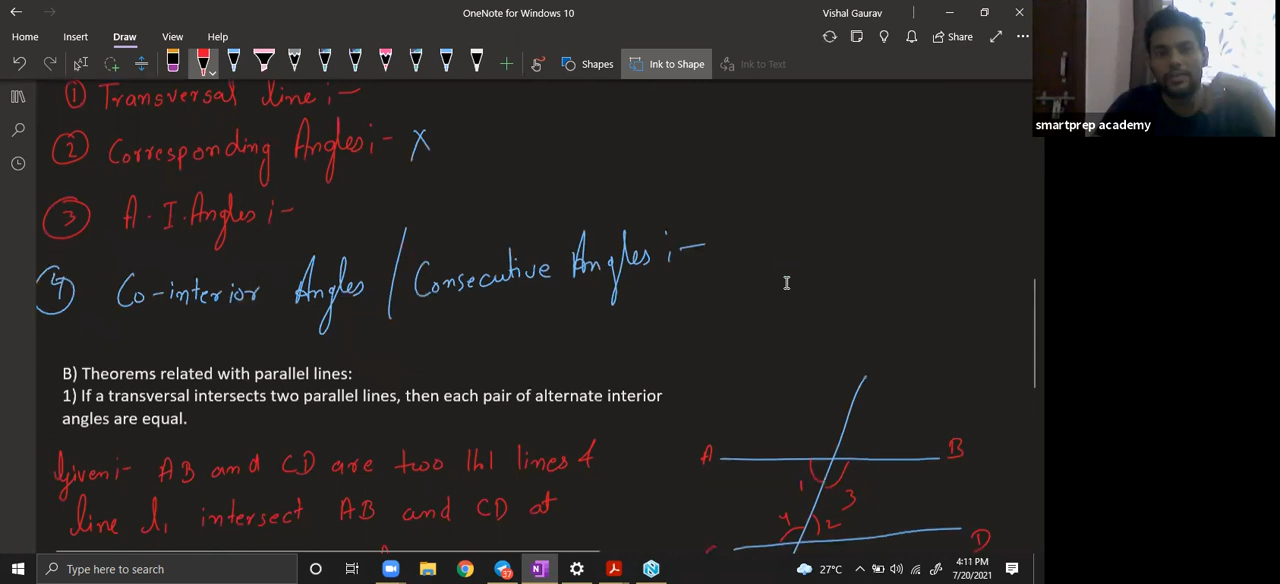 OneNote for Windows 10
Vishal Gaurav
Home Insert Draw View Help
Share
Shapes
Ink to Shape
Ink to Text
smartprep academy
① Transversal line :-
② Corresponding Angles :- X
③ A. I. Angles :-
④ Co-interior Angles / Consecutive Angles :-
B) Theorems related with parallel lines:
1) If a transversal intersects two parallel lines, then each pair of alternate interior
angles are equal.
Given :- AB and CD are two lhl lines &
line l₁ intersect AB and CD at
A B
1 3
4 2
D
Type here to search
37
27°C
4:11 PM
7/20/2021